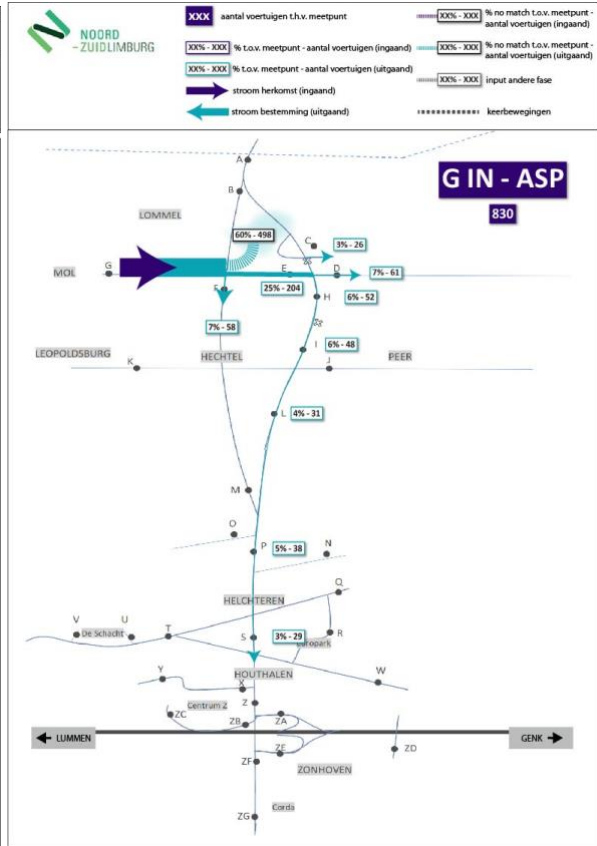 NOORD
-ZUIDLIMBURG
XXX aantal voertuigen t.h.v. meetpunt
XX% - XXX % t.o.v. meetpunt - aantal voertuigen (ingaand)
XX% - XXX % t.o.v. meetpunt - aantal voertuigen (uitgaand)
stroom herkomst (ingaand)
stroom bestemming (uitgaand)
XX% - XXX % no match t.o.v. meetpunt -
aantal voertuigen (ingaand)
XX% - XXX % no match t.o.v. meetpunt -
aantal voertuigen (uitgaand)
XX% - XXX input andere fase
keerbewegingen
G IN - ASP
830
A
B
LOMMEL
60% - 498
C
3% - 26
MOL
G
E
D
7% - 61
F
25% - 204
H
6% - 52
7% - 58
I
6% - 48
LEOPOLDSBURG
HECHTEL
PEER
K
J
L
4% - 31
M
O
P
5% - 38
N
Q
HELCHTEREN
V
U
T
De Schacht
S
3% - 29
R
Europark
HOUTHALEN
Y
X
W
Z
Centrum Z
ZC
ZB
ZA
LUMMEN
GENK
ZE
ZD
ZF
ZONHOVEN
Corda
ZG